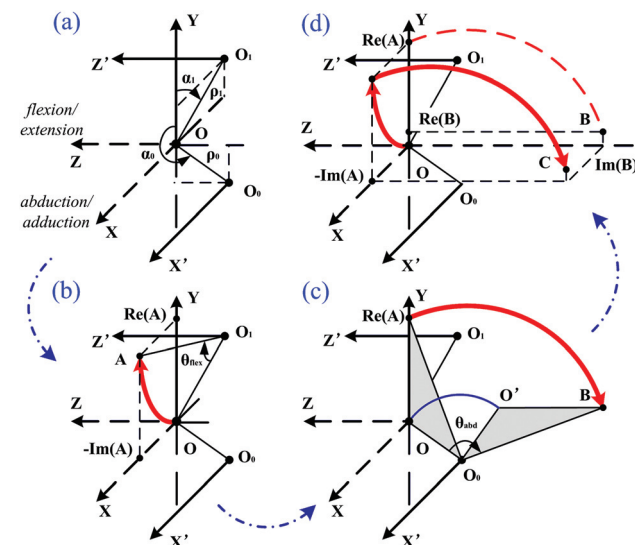 (a)
Y
Z'
O₁
α₁
ρ₁
flexion/
extension
O
Z
α₀
ρ₀
O₀
abduction/
adduction
X
X'
(d)
Y
Re(A)
Z'
O₁
Re(B)
B
Z
O
C
Im(B)
-Im(A)
O₀
X
X'
(b)
Y
Re(A)
Z'
O₁
A
θflex
Z
O
-Im(A)
O₀
X
X'
(c)
Y
Re(A)
Z'
O₁
O'
B
Z
θabd
O
O₀
X
X'